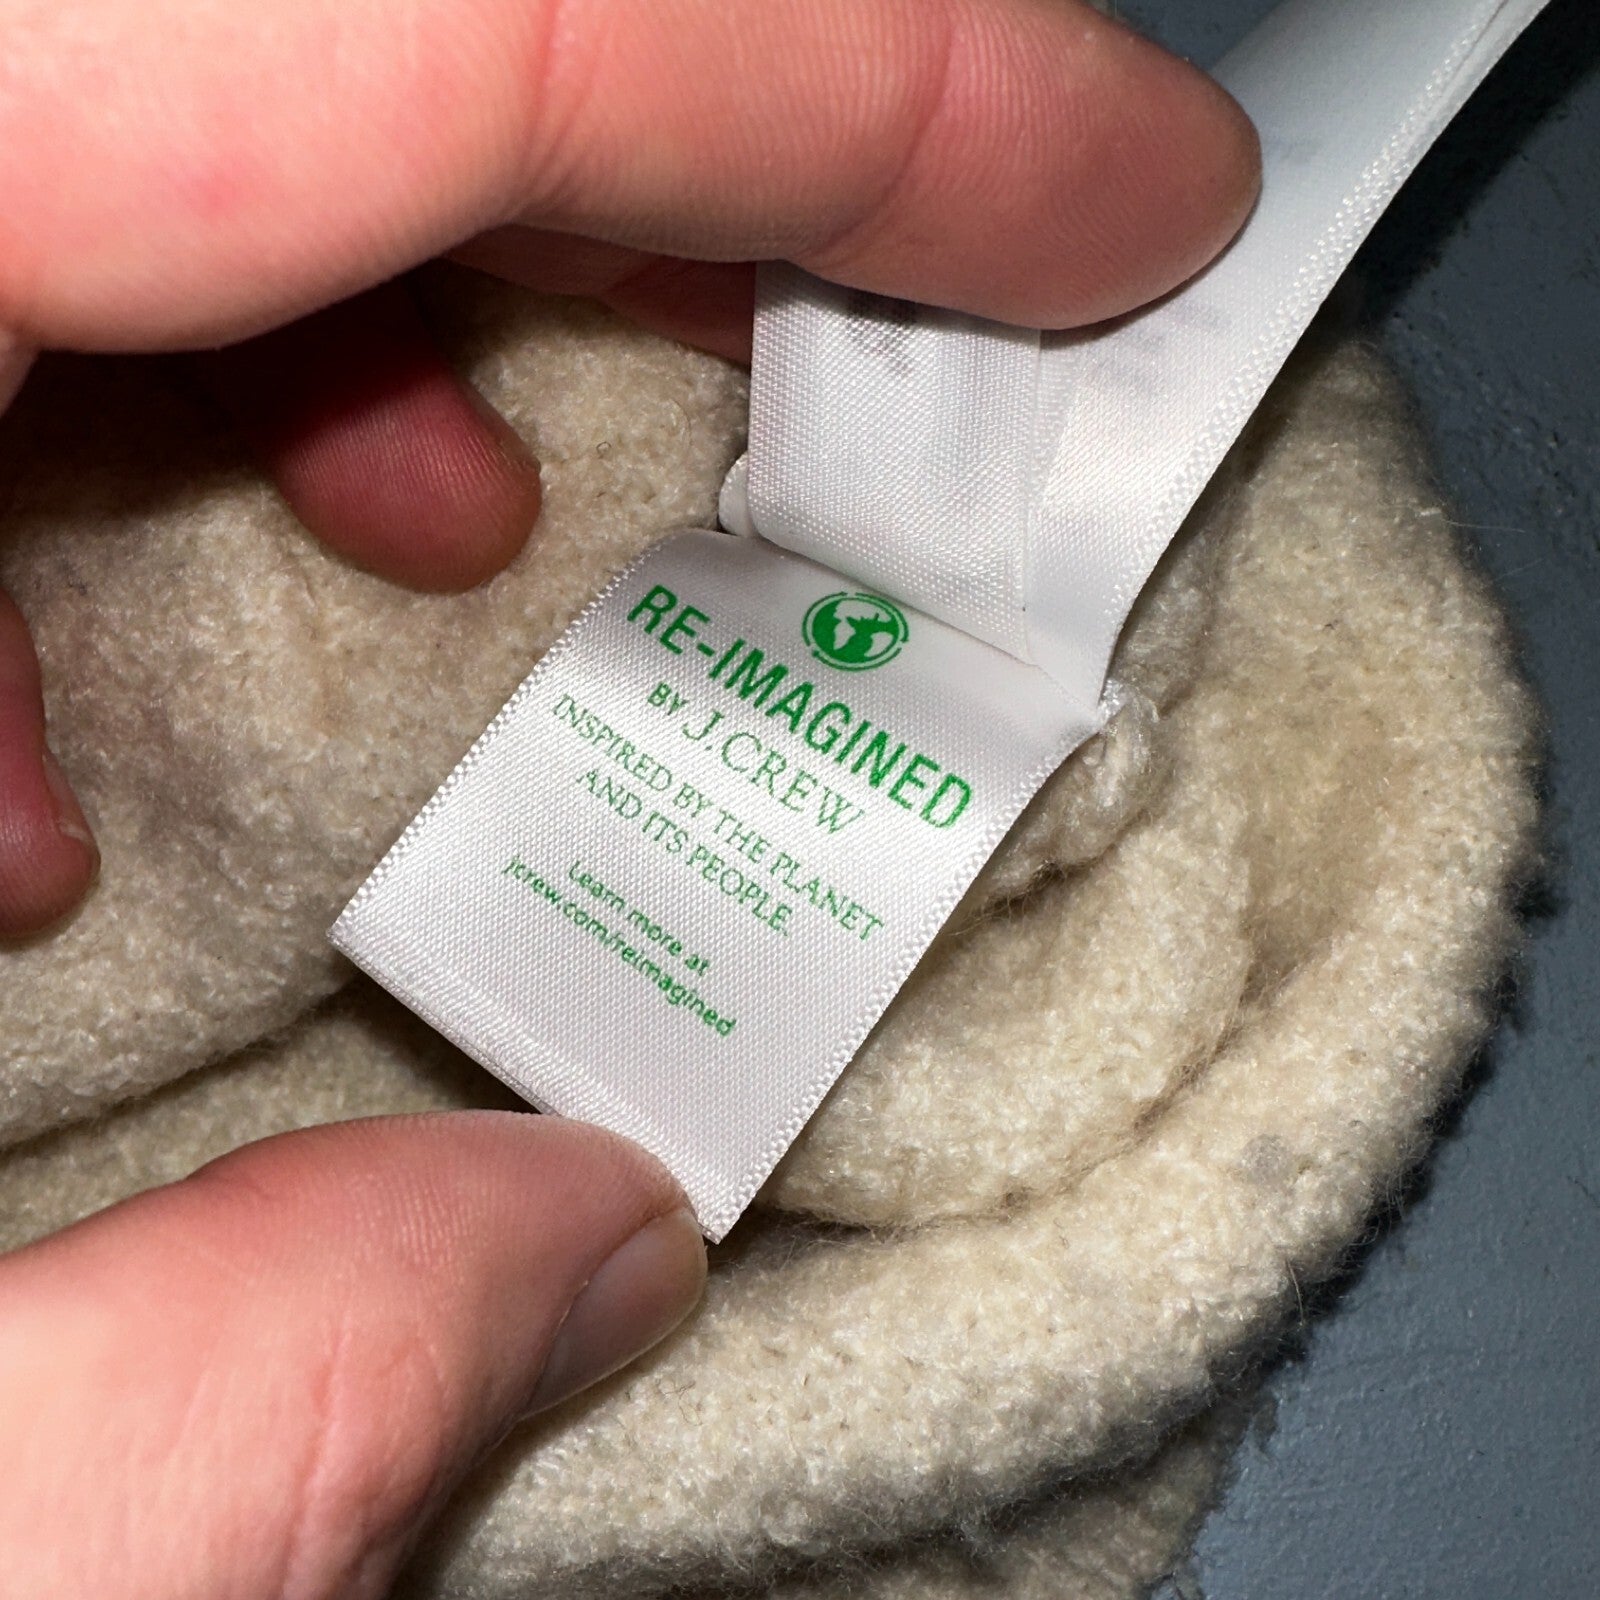 RE-IMAGINED
BY J.CREW
INSPIRED BY THE PLANET
AND ITS PEOPLE.
Learn more at
jcrew.com/reimagined